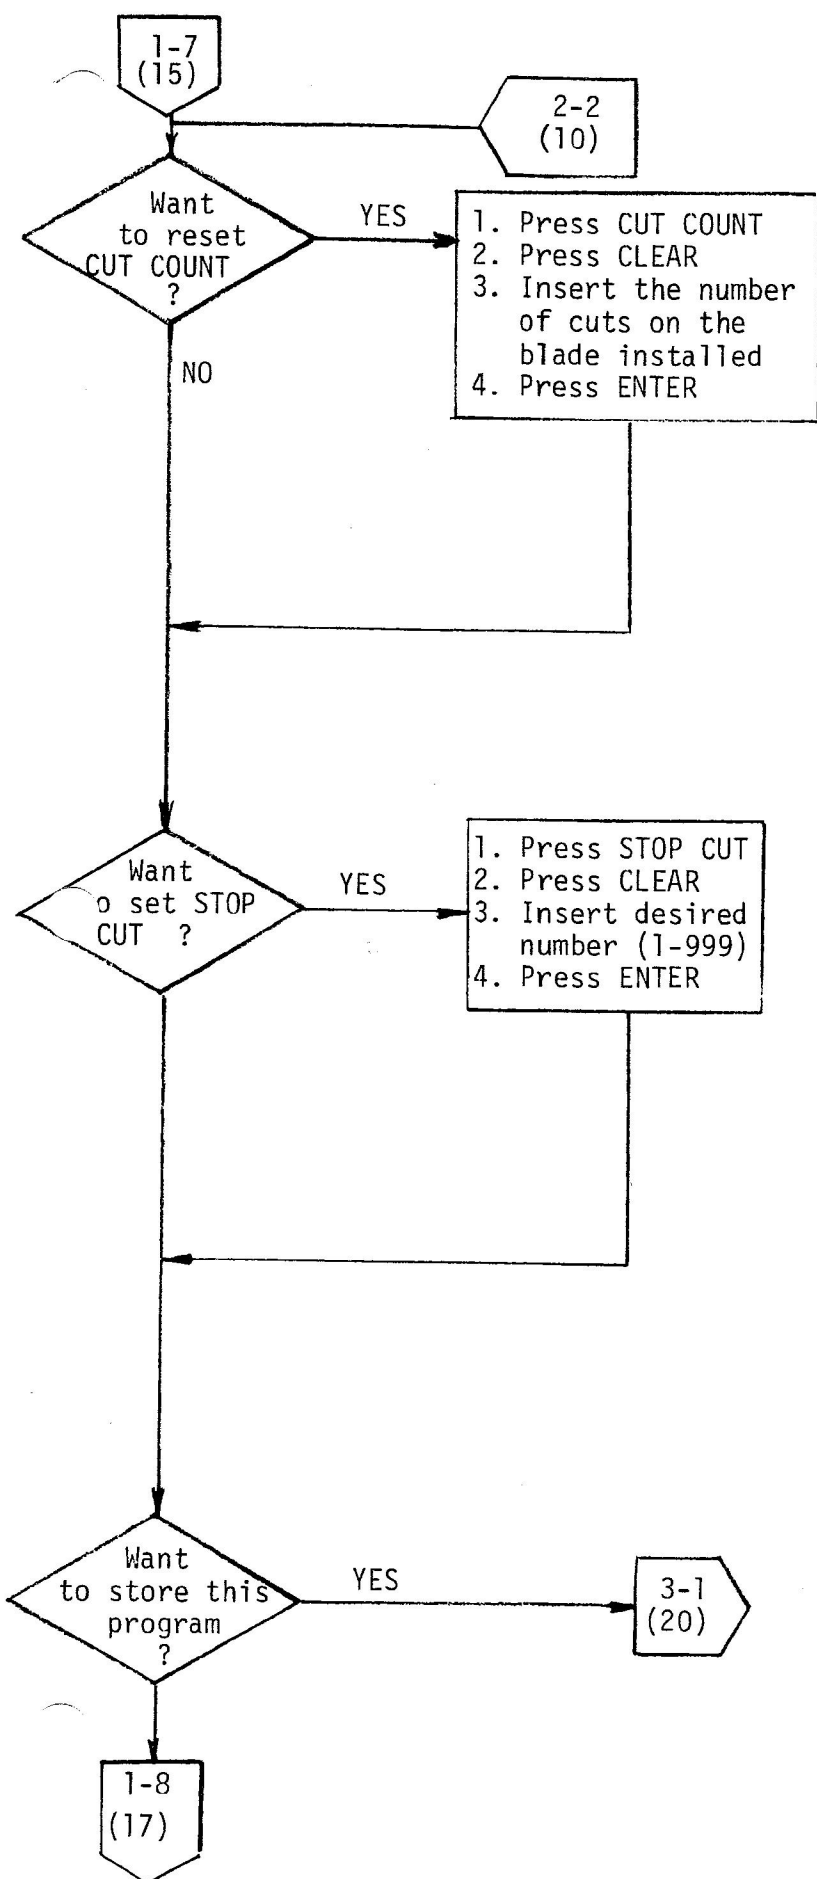 1-7
(15)
2-2
(10)
Want
to reset
CUT COUNT
?
YES
1. Press CUT COUNT
2. Press CLEAR
3. Insert the number
of cuts on the
blade installed
4. Press ENTER
NO
Want
o set STOP
CUT ?
YES
1. Press STOP CUT
2. Press CLEAR
3. Insert desired
number (1-999)
4. Press ENTER
Want
to store this
program
?
YES
3-1
(20)
1-8
(17)